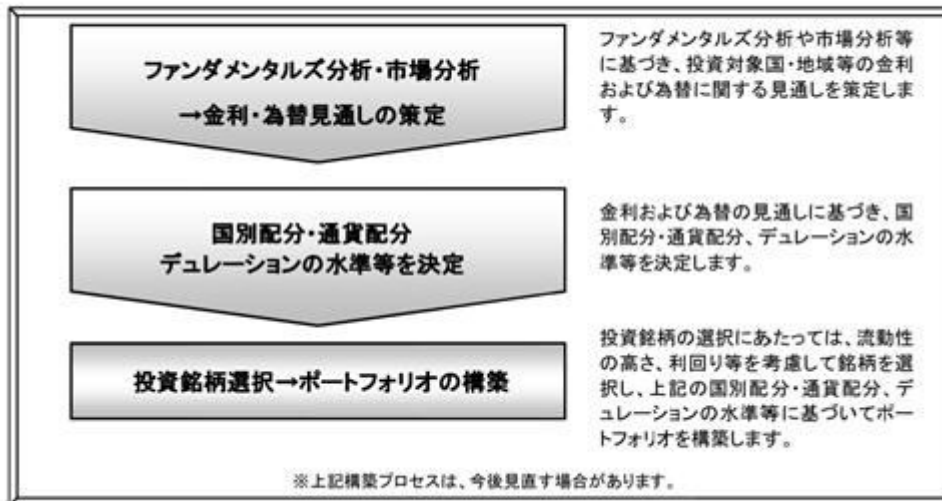 ファンダメンタルズ分析・市場分析
→金利・為替見通しの策定
ファンダメンタルズ分析や市場分析等
に基づき、投資対象国・地域等の金利
および為替に関する見通しを策定しま
す。
国別配分・通貨配分
デュレーションの水準等を決定
金利および為替の見通しに基づき、国
別配分・通貨配分、デュレーションの水
準等を決定します。
投資銘柄選択→ポートフォリオの構築
投資銘柄の選択にあたっては、流動性
の高さ、利回り等を考慮して銘柄を選
択し、上記の国別配分・通貨配分、デ
ュレーションの水準等に基づいてポー
トフォリオを構築します。
※上記構築プロセスは、今後見直す場合があります。